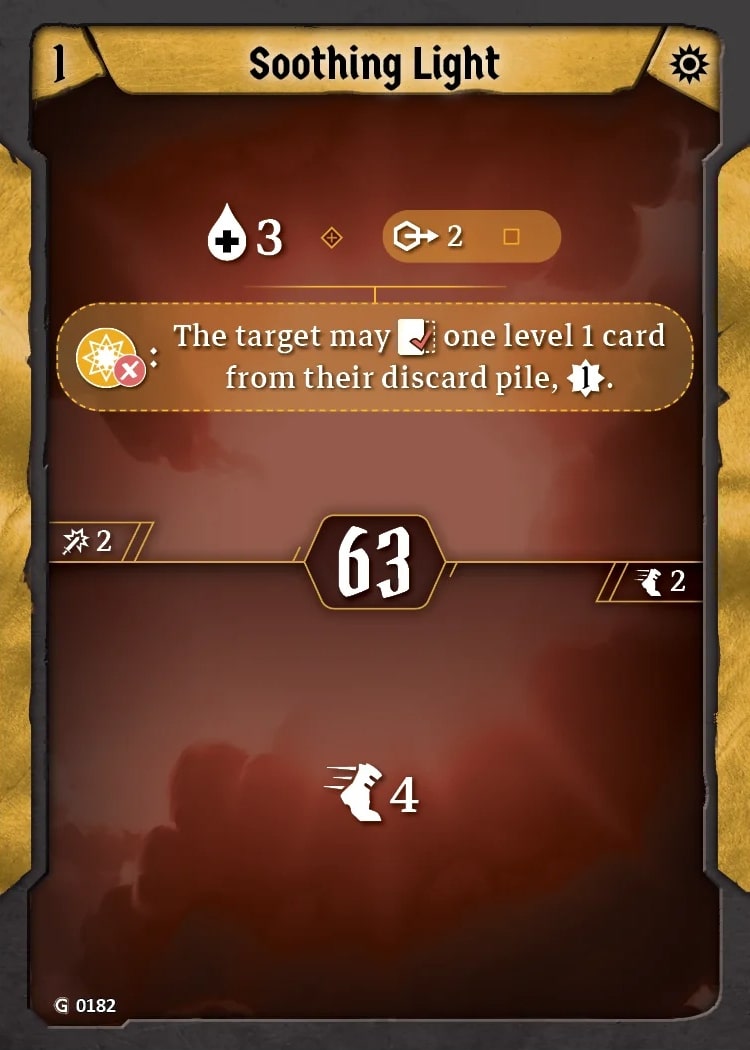 1
Soothing Light
3
2
: The target may one level 1 card
from their discard pile, 1.
2
63
2
4
G 0182